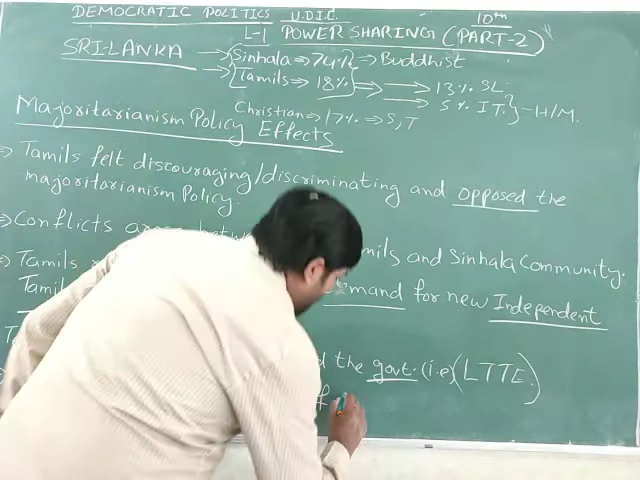 DEMOCRATIC POLITICS U.D.I.C. 10th
L-1 POWER SHARING (PART-2)
SRI-LANKA → Sinhala ⇒ 74% → Buddhist
→ Tamils ⇒ 18% ⇒ → 13% SL
→ 5% IT. - H/M.
Christian ⇒ 17% ⇒ S, T
Majoritarianism Policy Effects
⇒ Tamils felt discouraging/discriminating and opposed the
majoritarianism Policy.
⇒ Conflicts and Sinhala Community.
⇒ Tamils
Tamil demand for new Independent
the govt. (i.e) (LTTE)